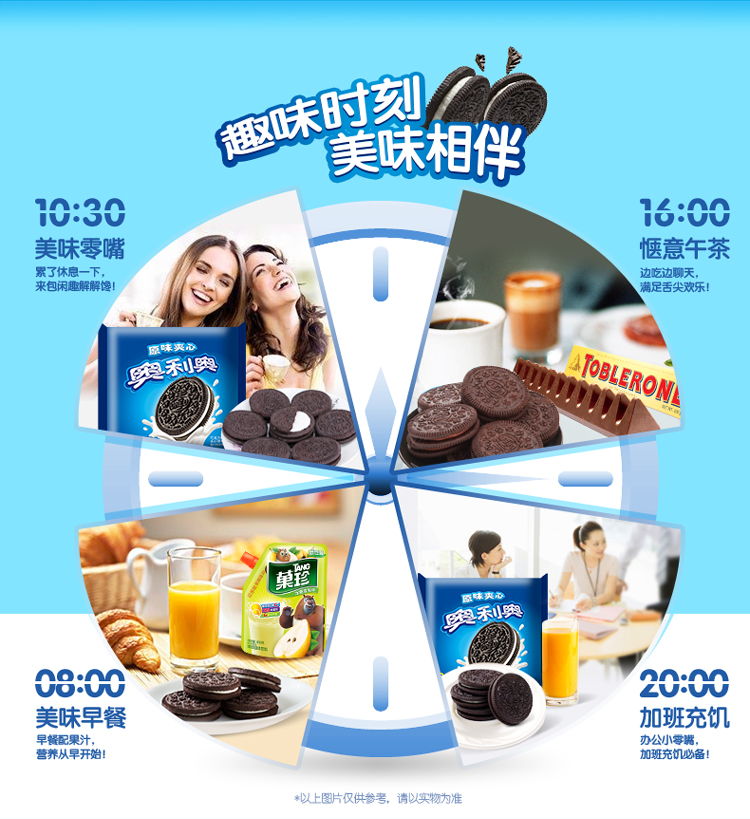 趣味时刻
美味相伴
10:30
美味零嘴
累了休息一下,
来包闲趣解解馋!
16:00
惬意午茶
边吃边聊天,
满足舌尖欢乐!
原味夹心
奥利奥
TOBLERONE
TANG
菓珍
原味夹心
奥利奥
08:00
美味早餐
早餐配果汁,
营养从早开始!
20:00
加班充饥
办公小零嘴,
加班充饥必备!
*以上图片仅供参考,请以实物为准